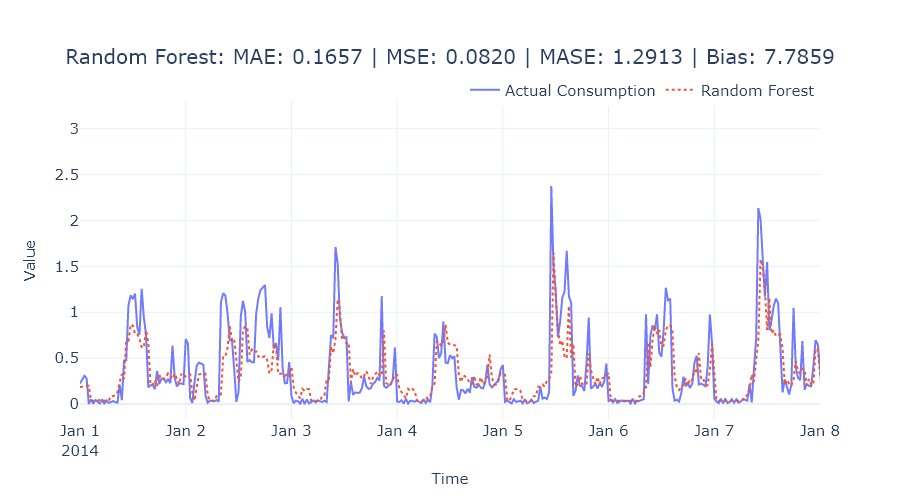 Random Forest: MAE: 0.1657 | MSE: 0.0820 | MASE: 1.2913 | Bias: 7.7859
Actual Consumption
Random Forest
3
2.5
2
1.5
1
0.5
0
Value
Jan 1
2014
Jan 2
Jan 3
Jan 4
Jan 5
Jan 6
Jan 7
Jan 8
Time